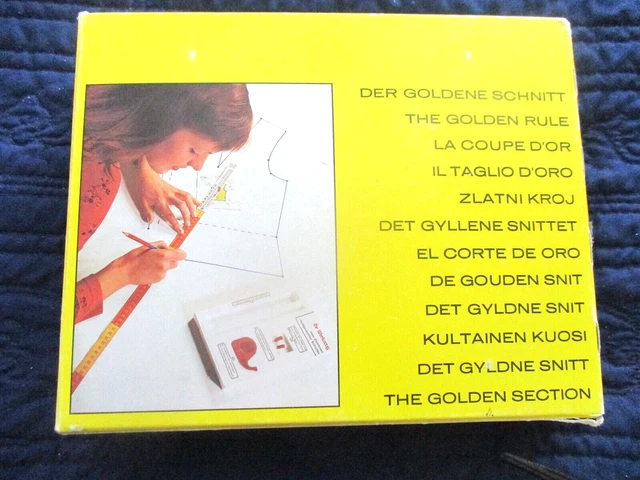 DER GOLDENE SCHNITT
THE GOLDEN RULE
LA COUPE D'OR
IL TAGLIO D'ORO
ZLATNI KROJ
DET GYLLENE SNITTET
EL CORTE DE ORO
DE GOUDEN SNIT
DET GYLDNE SNIT
KULTAINEN KUOSI
DET GYLDNE SNITT
THE GOLDEN SECTION